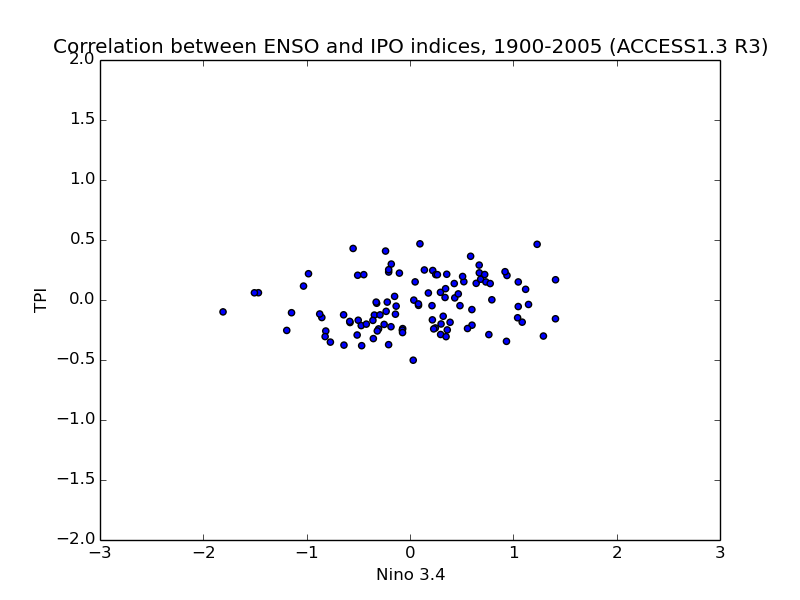 Correlation between ENSO and IPO indices, 1900-2005 (ACCESS1.3 R3)
2.0
1.5
1.0
0.5
0.0
−0.5
−1.0
−1.5
−2.0
TPI
−3 −2 −1 0 1 2 3
Nino 3.4